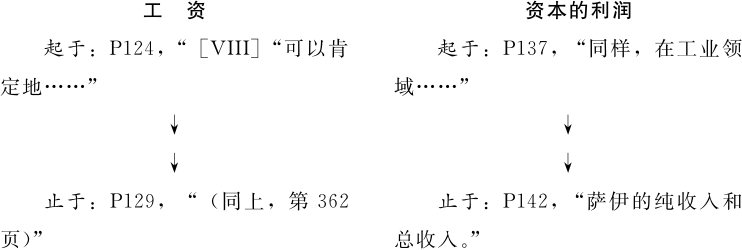 工 资
起于：P124，“［VIII］“可以肯
定地……”
↓
↓
止于：P129，“（同上，第 362
页）”
资本的利润
起于：P137，“同样，在工业领
域……”
↓
↓
止于：P142，“萨伊的纯收入和
总收入。”